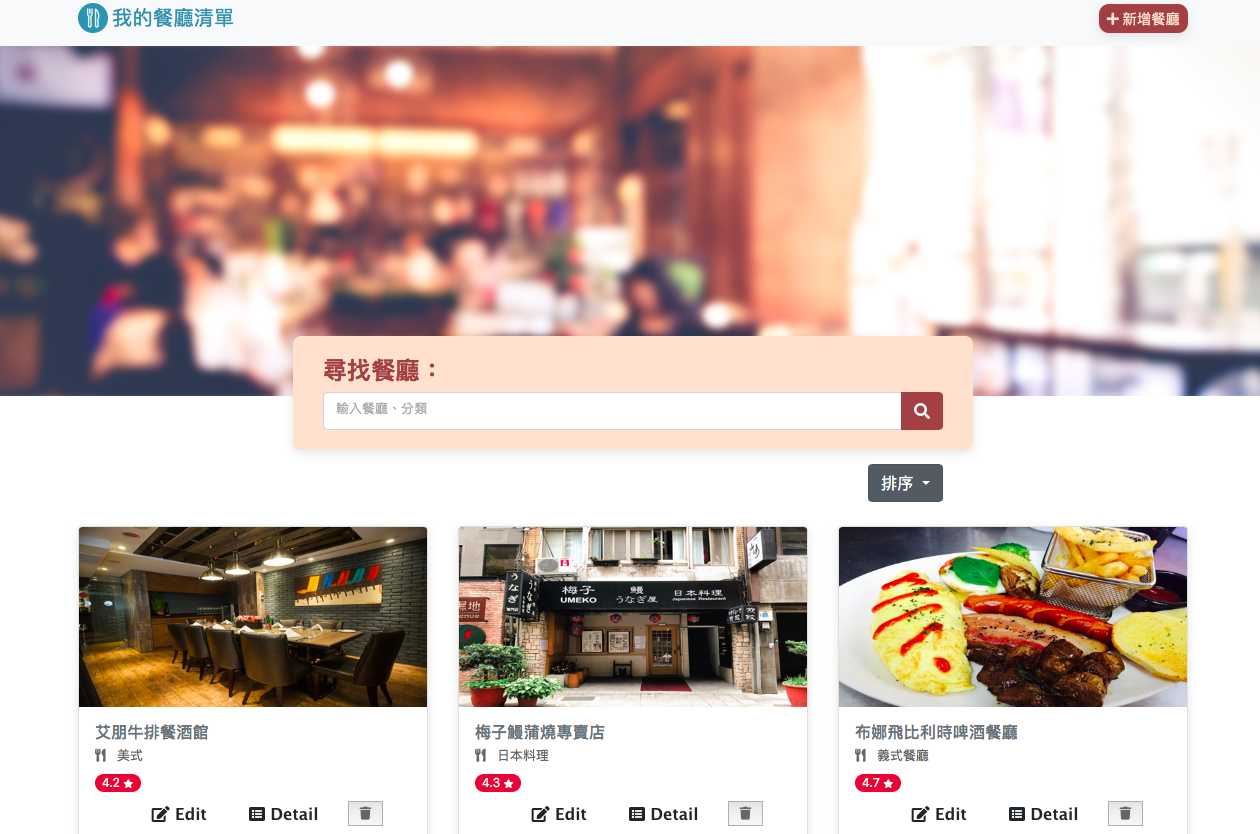 我的餐廳清單
新增餐廳
尋找餐廳：
輸入餐廳、分類
排序
うなぎ
梅子
UMEKO
鰻
うなぎ屋
日本料理
Japanese Restaurant
艾朋牛排餐酒館
美式
4.2
Edit
Detail
梅子鰻蒲燒專賣店
日本料理
4.3
Edit
Detail
布娜飛比利時啤酒餐廳
義式餐廳
4.7
Edit
Detail